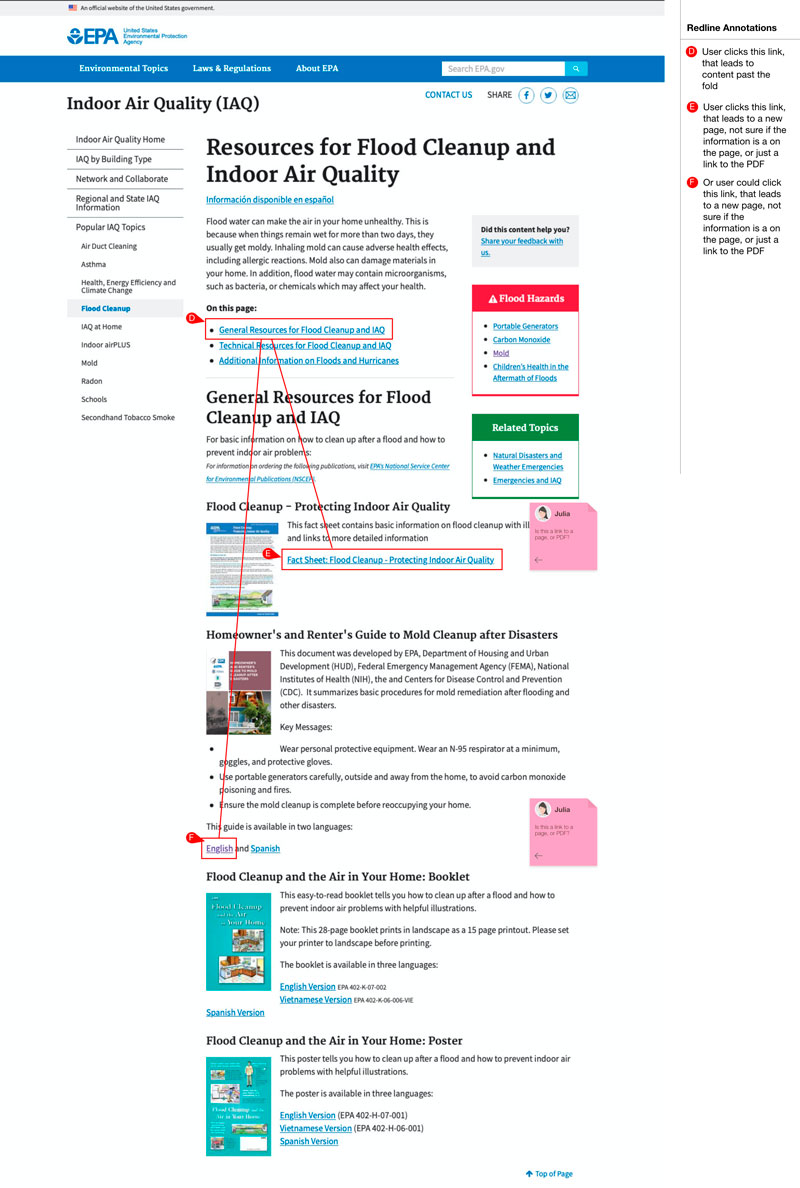 An official website of the United States government.
EPA
United States
Environmental Protection
Agency
Environmental Topics
Laws & Regulations
About EPA
Search EPA.gov
Indoor Air Quality (IAQ)
CONTACT US
SHARE
Indoor Air Quality Home
IAQ by Building Type
Network and Collaborate
Regional and State IAQ
Information
Popular IAQ Topics
Air Duct Cleaning
Asthma
Health, Energy Efficiency and
Climate Change
Flood Cleanup
IAQ at Home
Indoor airPLUS
Mold
Radon
Schools
Secondhand Tobacco Smoke
Resources for Flood Cleanup and
Indoor Air Quality
Información disponible en español
Flood water can make the air in your home unhealthy. This is
because when things remain wet for more than two days, they
usually get moldy. Inhaling mold can cause adverse health effects,
including allergic reactions. Mold also can damage materials in
your home. In addition, flood water may contain microorganisms,
such as bacteria, or chemicals which may affect your health.
On this page:
D
General Resources for Flood Cleanup and IAQ
Technical Resources for Flood Cleanup and IAQ
Additional Information on Floods and Hurricanes
Did this content help you?
Share your feedback with
us.
Flood Hazards
Portable Generators
Carbon Monoxide
Mold
Children's Health in the
Aftermath of Floods
Related Topics
Natural Disasters and
Weather Emergencies
Emergencies and IAQ
General Resources for Flood
Cleanup and IAQ
For basic information on how to clean up after a flood and how to
prevent indoor air problems:
For information on ordering the following publications, visit EPA's National Service Center
for Environmental Publications (NSCEP).
Flood Cleanup - Protecting Indoor Air Quality
This fact sheet contains basic information on flood cleanup with ill
and links to more detailed information
E
Fact Sheet: Flood Cleanup - Protecting Indoor Air Quality
Julia
Is this a link to a
page, or PDF?
Homeowner's and Renter's Guide to Mold Cleanup after Disasters
HOMEOWNER'S
AND RENTER'S
GUIDE TO MOLD
CLEANUP AFTER
DISASTERS
This document was developed by EPA, Department of Housing and Urban
Development (HUD), Federal Emergency Management Agency (FEMA), National
Institutes of Health (NIH), the and Centers for Disease Control and Prevention
(CDC). It summarizes basic procedures for mold remediation after flooding and
other disasters.
Key Messages:
Wear personal protective equipment. Wear an N-95 respirator at a minimum,
goggles, and protective gloves.
Use portable generators carefully, outside and away from the home, to avoid carbon monoxide
poisoning and fires.
Ensure the mold cleanup is complete before reoccupying your home.
This guide is available in two languages:
F
English and Spanish
Julia
Is this a link to a
page, or PDF?
Flood Cleanup and the Air in Your Home: Booklet
Flood Cleanup
and the Air
in Your Home
This easy-to-read booklet tells you how to clean up after a flood and how to
prevent indoor air problems with helpful illustrations.
Note: This 28-page booklet prints in landscape as a 15 page printout. Please set
your printer to landscape before printing.
The booklet is available in three languages:
English Version EPA 402-K-07-002
Vietnamese Version EPA 402-K-06-006-VIE
Spanish Version
Flood Cleanup and the Air in Your Home: Poster
Flood Cleanup and the
Air in Your Home
This poster tells you how to clean up after a flood and how to prevent indoor air
problems with helpful illustrations.
The poster is available in three languages:
English Version (EPA 402-H-07-001)
Vietnamese Version (EPA 402-H-06-001)
Spanish Version
Top of Page
Redline Annotations
D
User clicks this link,
that leads to
content past the
fold
E
User clicks this link,
that leads to a new
page, not sure if the
information is a on
the page, or just a
link to the PDF
F
Or user could click
this link, that leads
to a new page, not
sure if the
information is a on
the page, or just a
link to the PDF